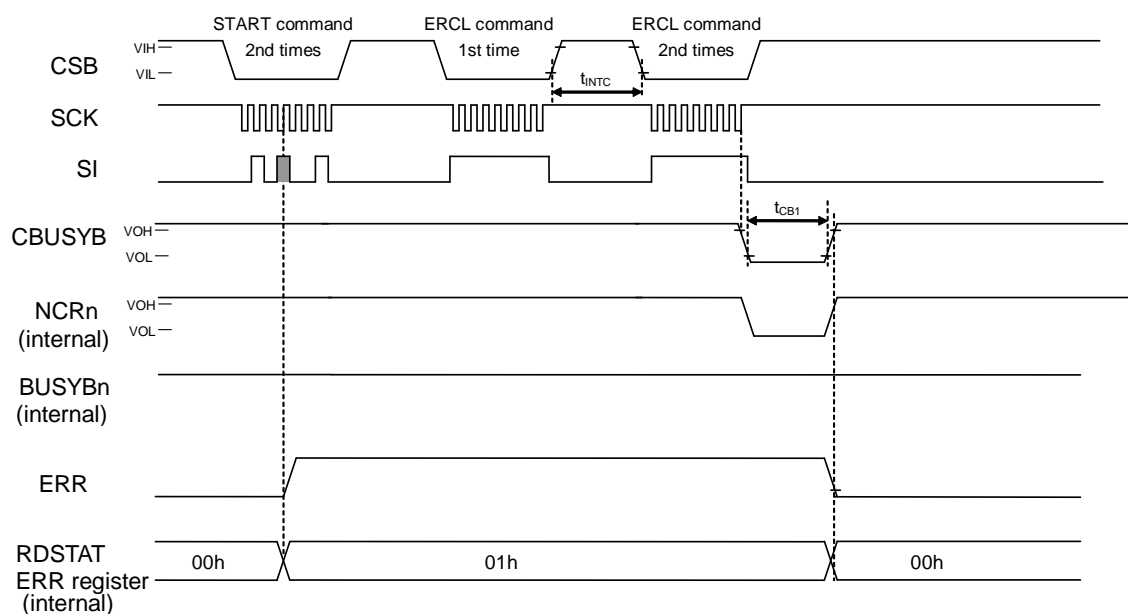 START command
2nd times
ERCL command
1st time
ERCL command
2nd times
CSB
VIH
VIL
tINTC
SCK
SI
CBUSYB
VOH
VOL
tCB1
NCRn
(internal)
VOH
VOL
BUSYBn
(internal)
ERR
RDSTAT
ERR register
(internal)
00h
01h
00h